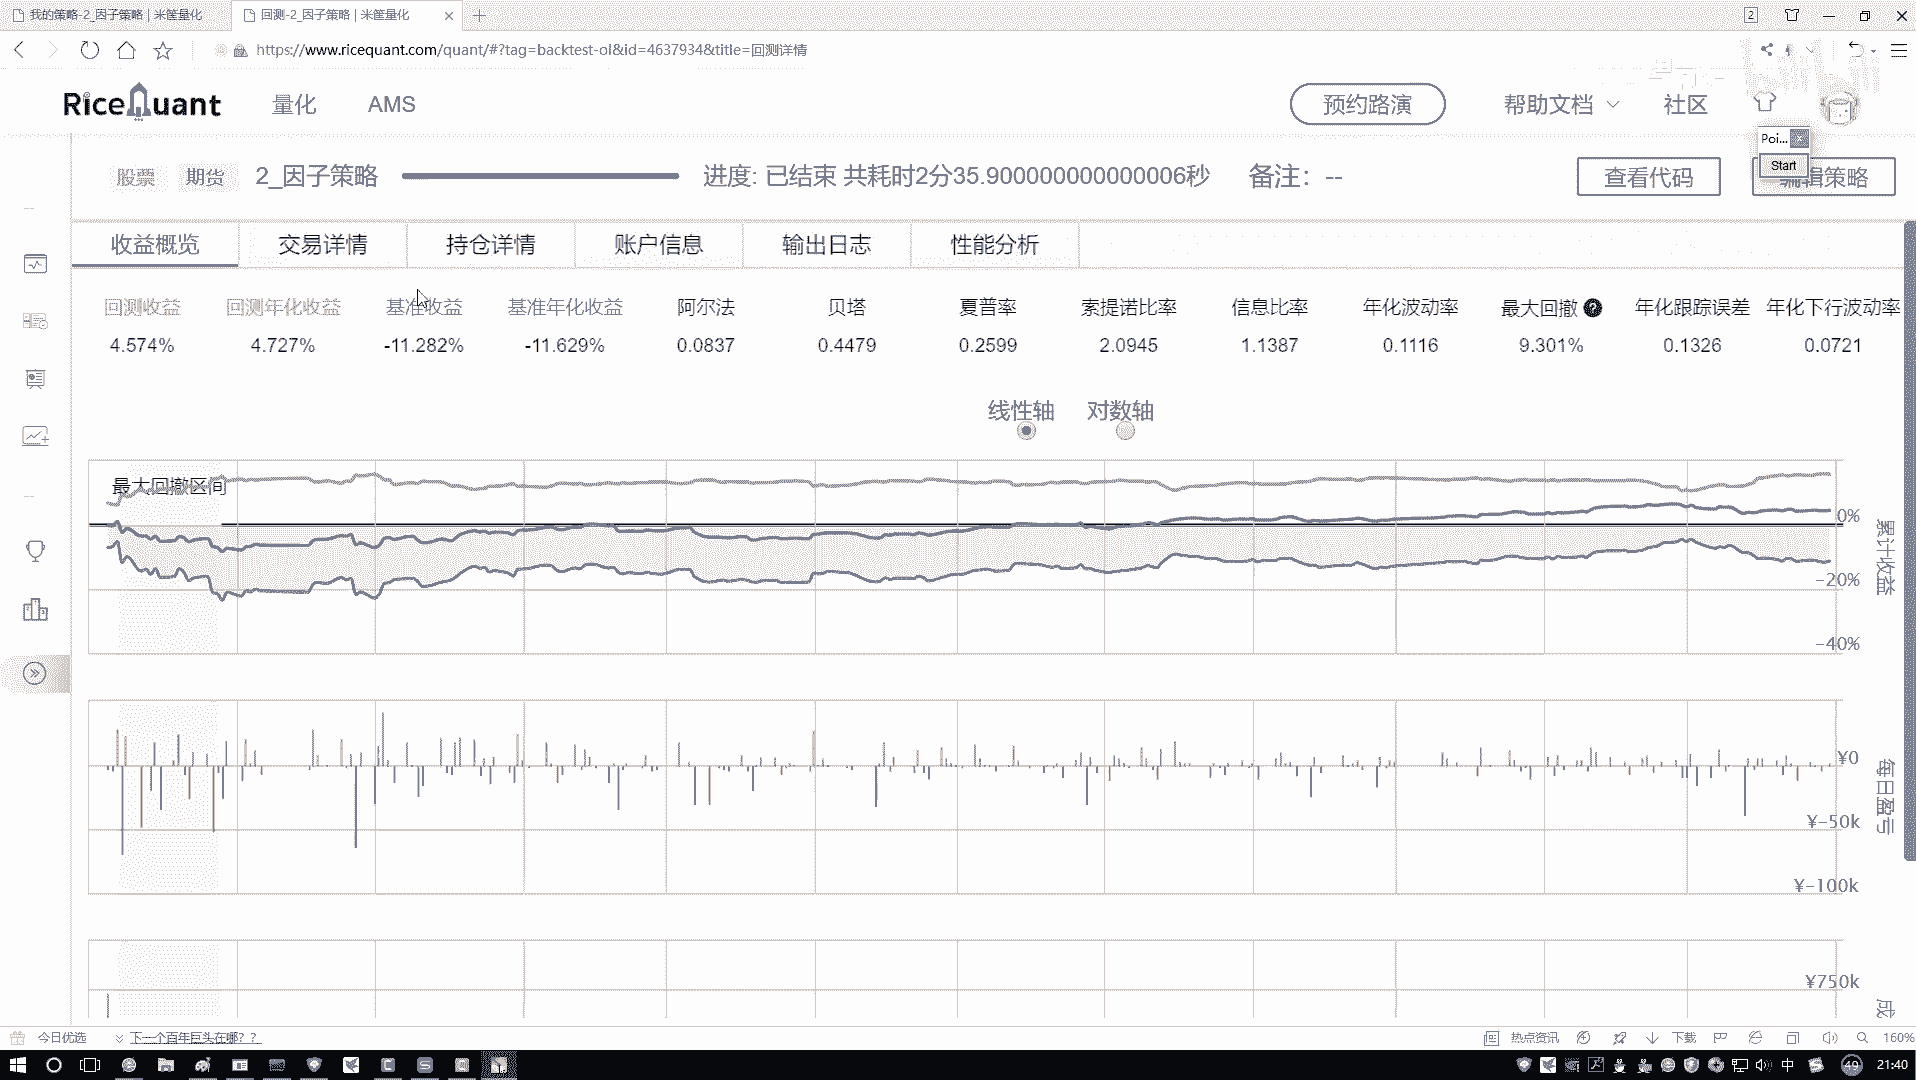 我的策略-2_因子策略 | 米筐量化
回测-2_因子策略 | 米筐量化
2
https://www.ricequant.com/quant/#?tag=backtest-ol&id=4637934&title=回测详情
RiceQuant 量化 AMS 预约路演 帮助文档 社区
Poi...
Start
股票 期货 2_因子策略 进度: 已结束 共耗时2分35.900000000000006秒 备注：-- 查看代码 编辑策略
收益概览 交易详情 持仓详情 账户信息 输出日志 性能分析
回测收益 回测年化收益 基准收益 基准年化收益 阿尔法 贝塔 夏普率 索提诺比率 信息比率 年化波动率 最大回撤 ? 年化跟踪误差 年化下行波动率
4.574% 4.727% -11.282% -11.629% 0.0837 0.4479 0.2599 2.0945 1.1387 0.1116 9.301% 0.1326 0.0721
线性轴 对数轴
最大回撤区间
0%
-20%
-40%
累计收益
¥0
¥-50k
¥-100k
每日盈亏
¥750k
成
今日优选 下一个百年巨头在哪？？ 热点资讯 下载 160%
中 49 21:40